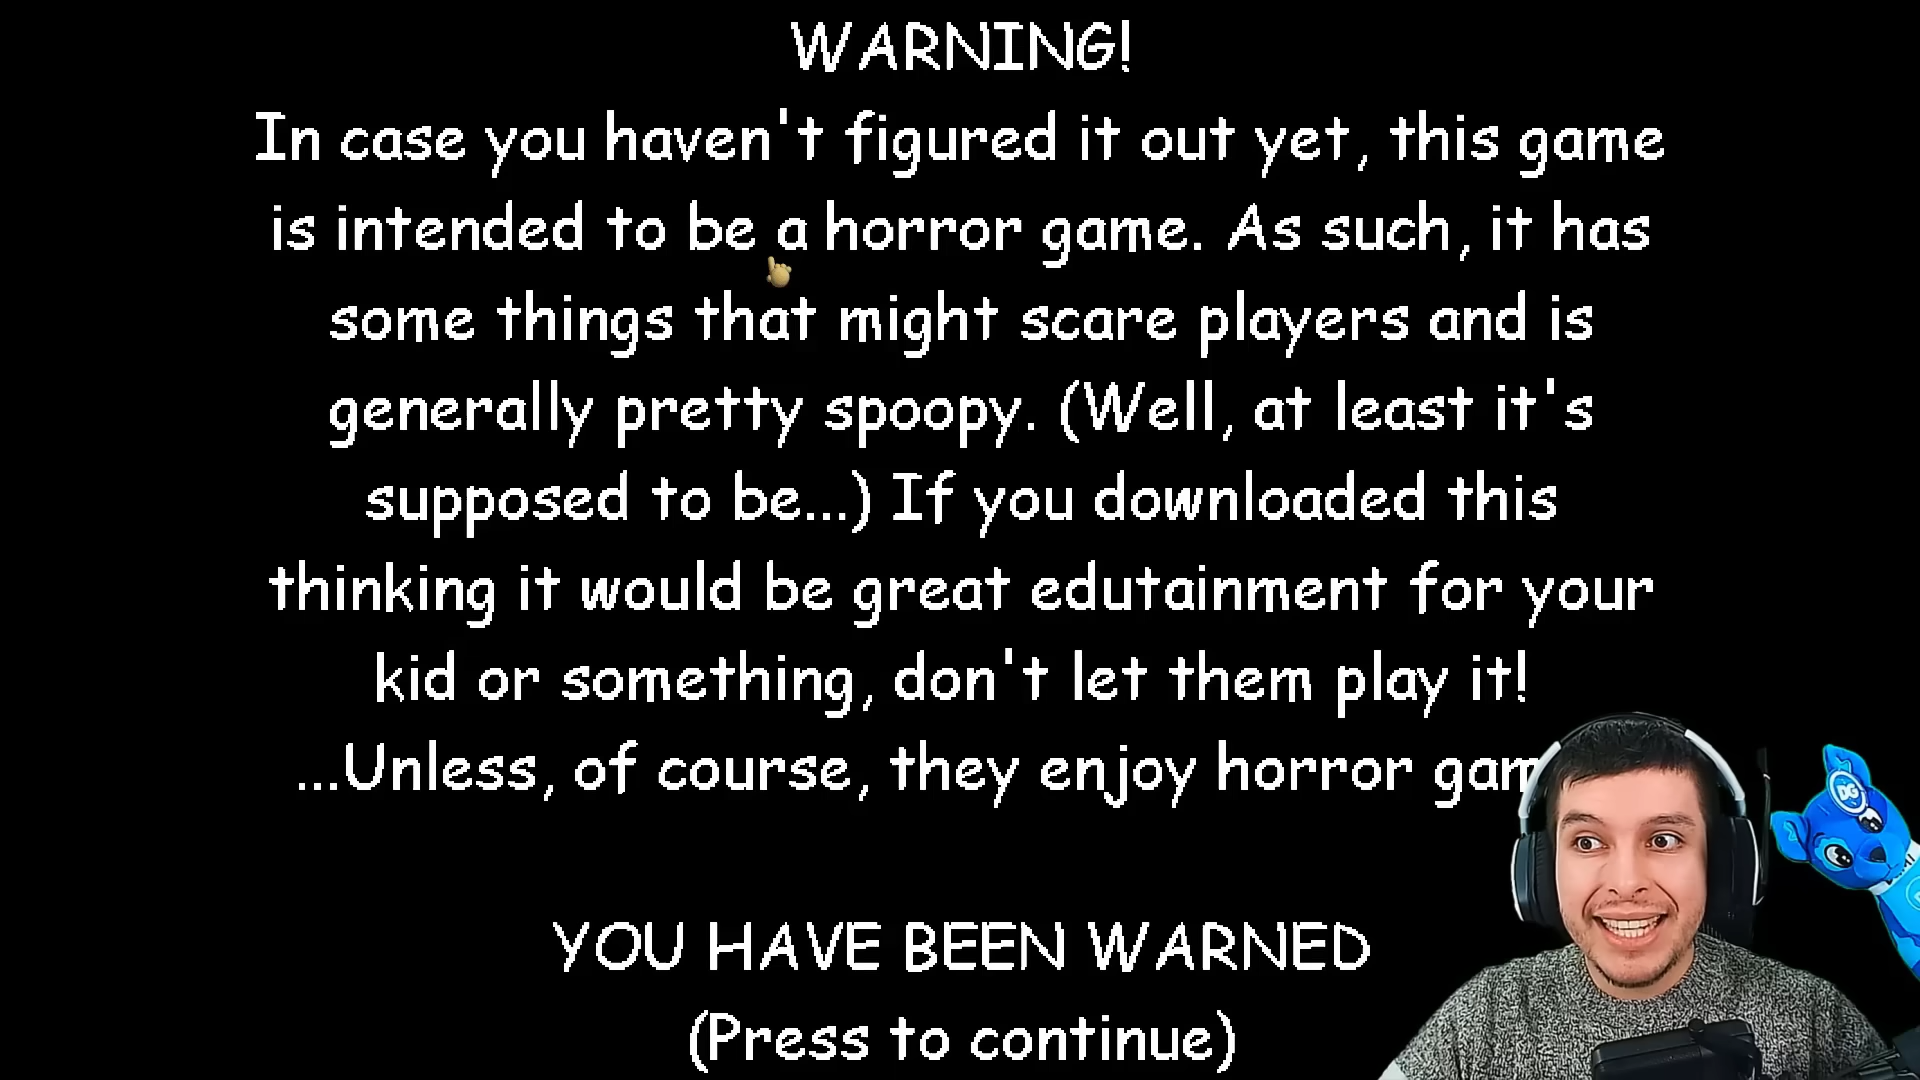 WARNING!
In case you haven't figured it out yet, this game
is intended to be a horror game. As such, it has
some things that might scare players and is
generally pretty spoopy. (Well, at least it's
supposed to be...) If you downloaded this
thinking it would be great edutainment for your
kid or something, don't let them play it!
...Unless, of course, they enjoy horror gam
YOU HAVE BEEN WARNED
(Press to continue)
DG